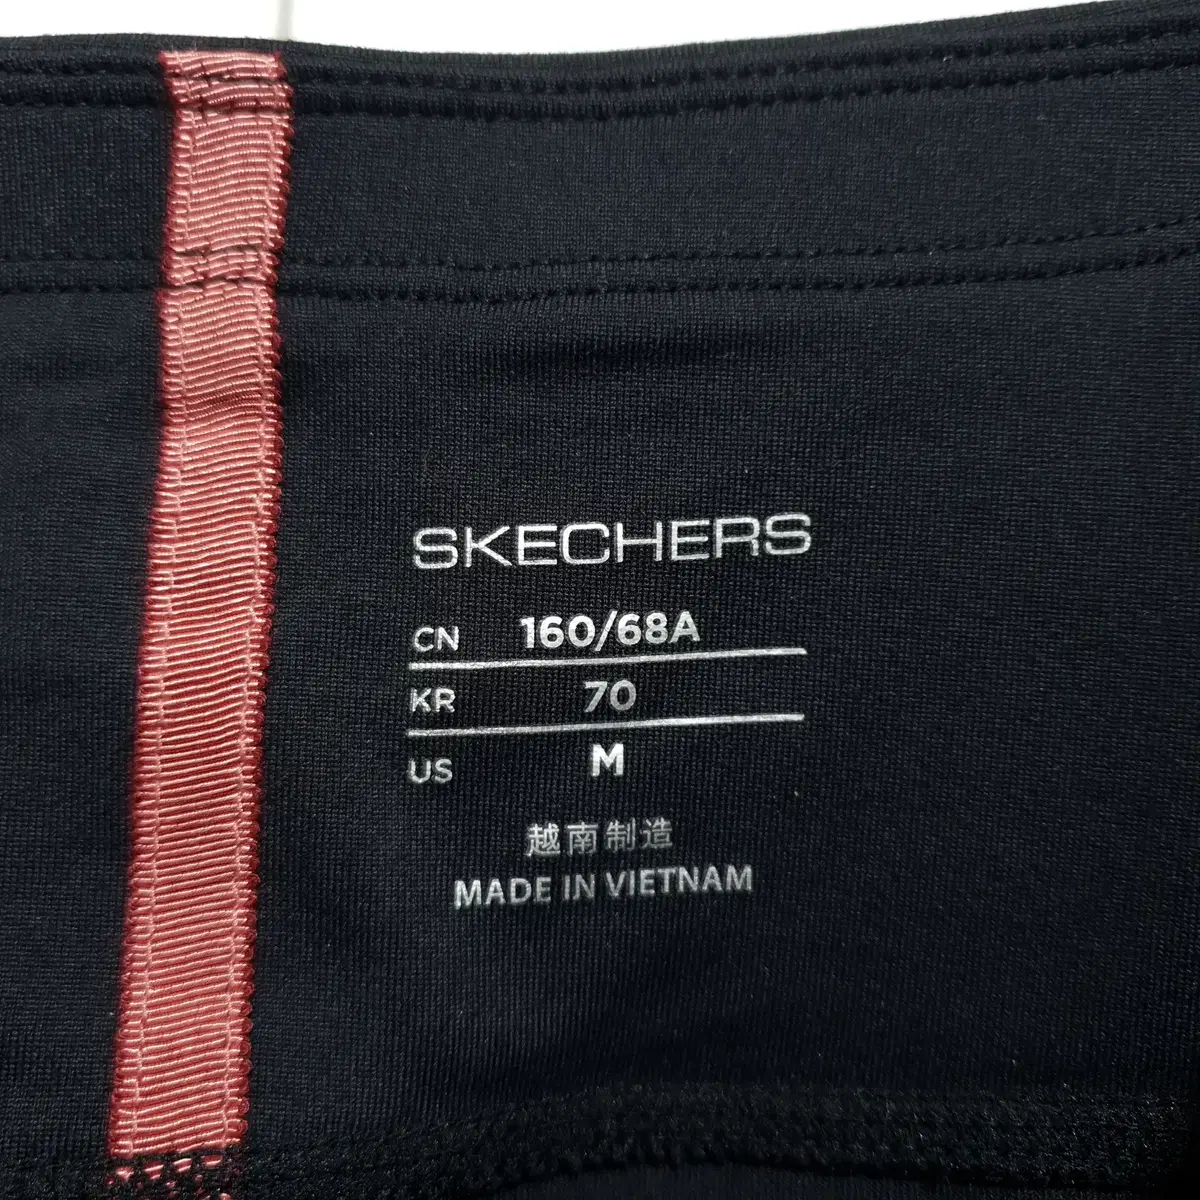 SKECHERS
CN 160/68A
KR 70
US M
越南制造
MADE IN VIETNAM